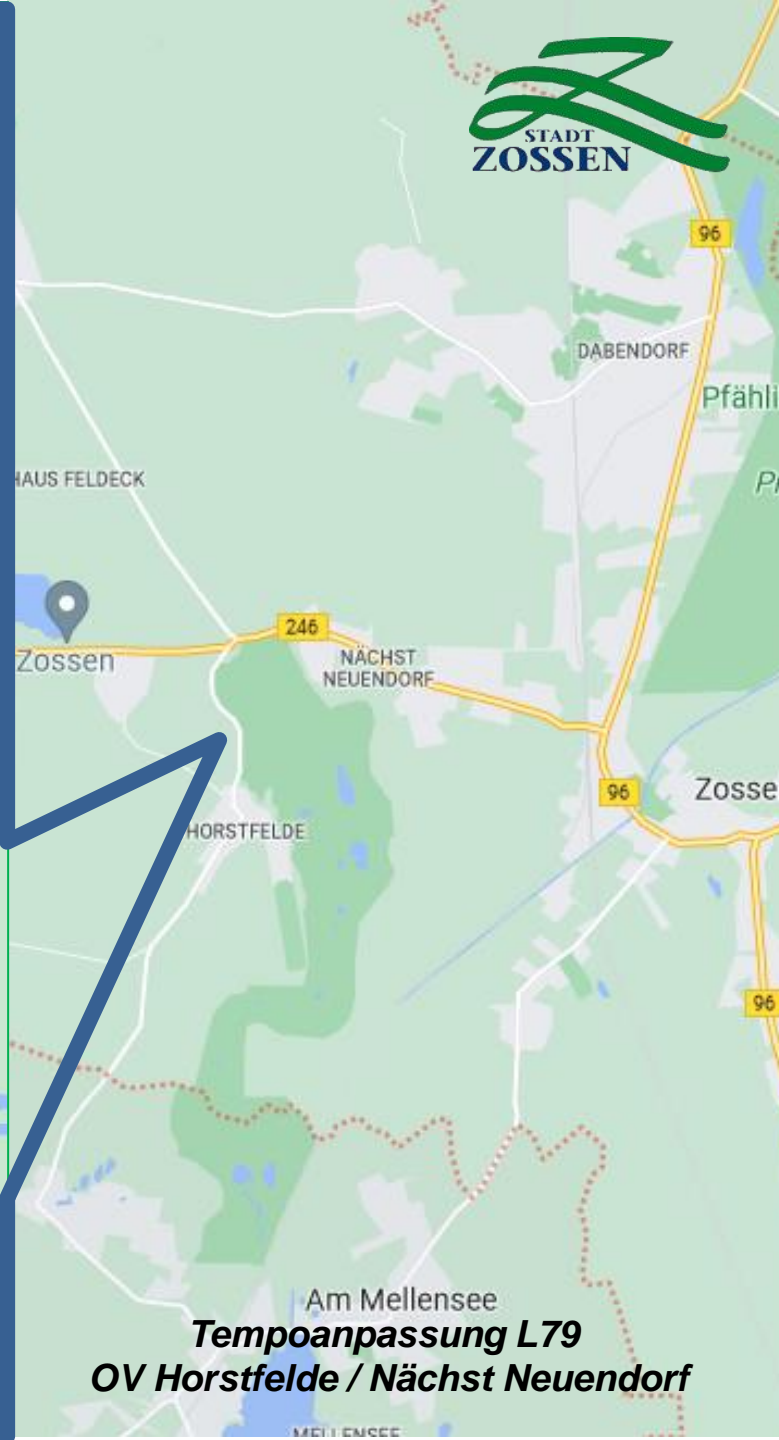 STADT
ZOSSEN
96
DABENDORF
Pfähli
HAUS FELDECK
246
NÄCHST
NEUENDORF
Zossen
96
Zosse
HORSTFELDE
96
Am Mellensee
Tempoanpassung L79
OV Horstfelde / Nächst Neuendorf
MELLENSEE